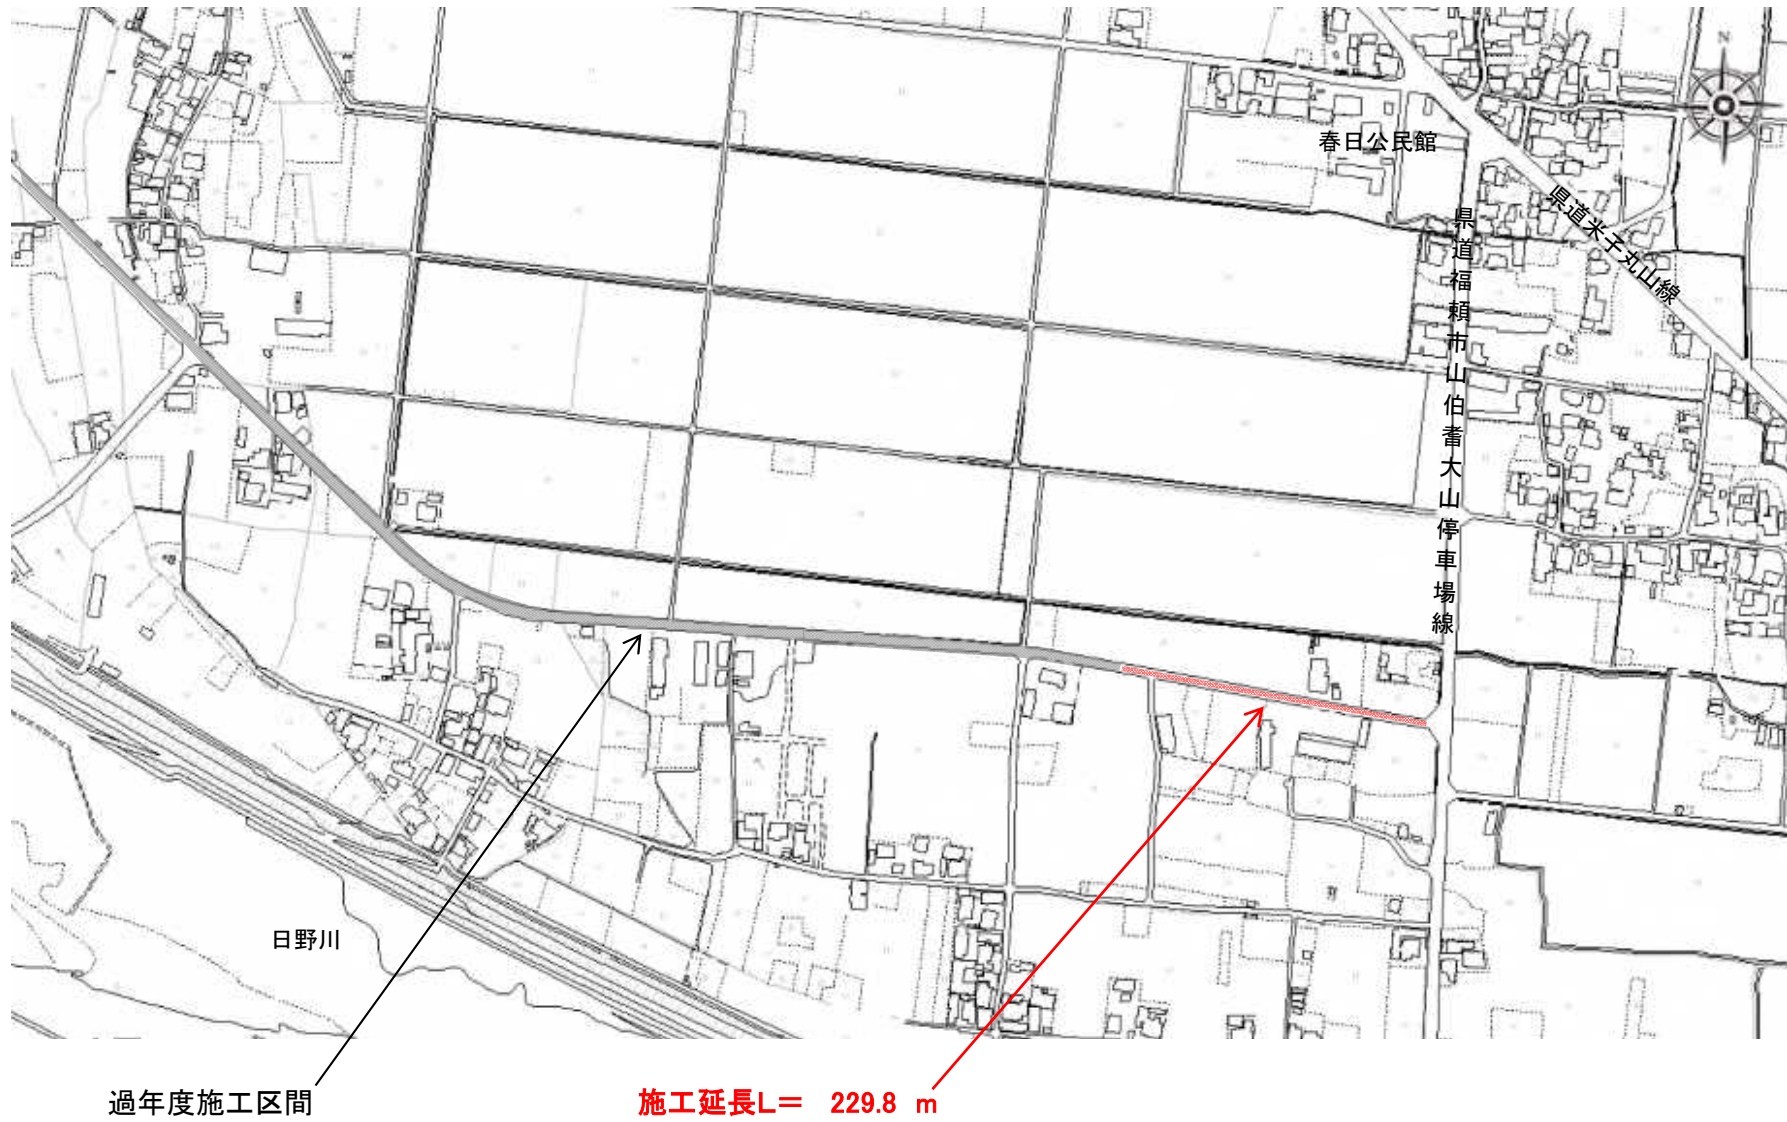 N
春日公民館
県道米子丸山線
県道福頼市山伯耆大山停車場線
日野川
過年度施工区間
施工延長L＝ 229.8 m